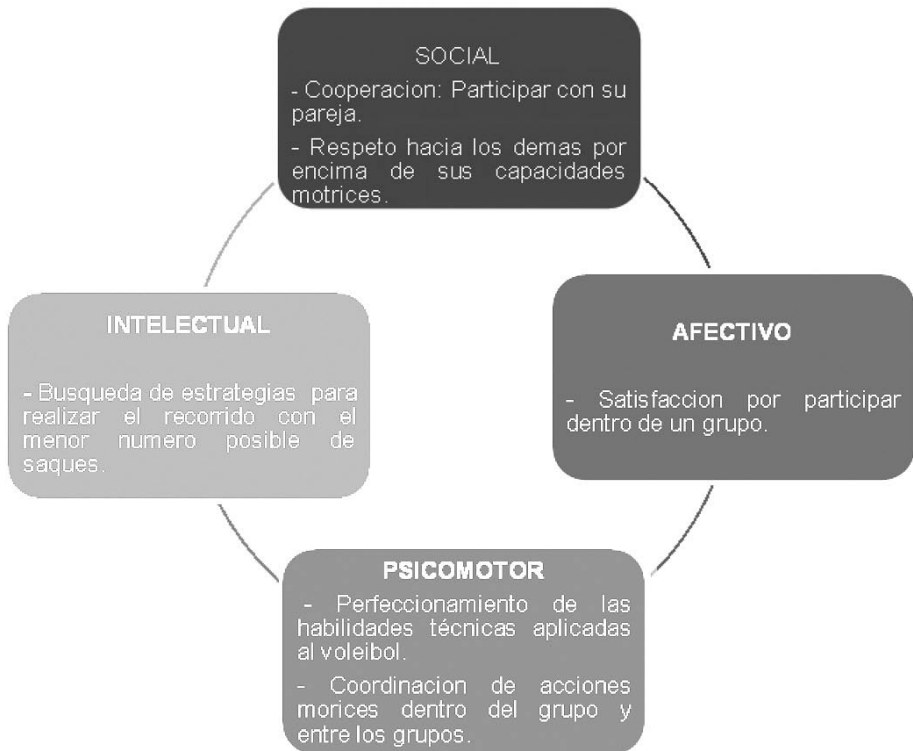 SOCIAL
- Cooperacion: Participar con su
pareja.
- Respeto hacia los demas por
encima de sus capacidades
motrices.
INTELECTUAL
- Busqueda de estrategias para
realizar el recorrido con el
menor numero posible de
saques.
AFECTIVO
- Satisfaccion por participar
dentro de un grupo.
PSICOMOTOR
- Perfeccionamiento de las
habilidades técnicas aplicadas
al voleibol.
- Coordinacion de acciones
morices dentro del grupo y
entre los grupos.